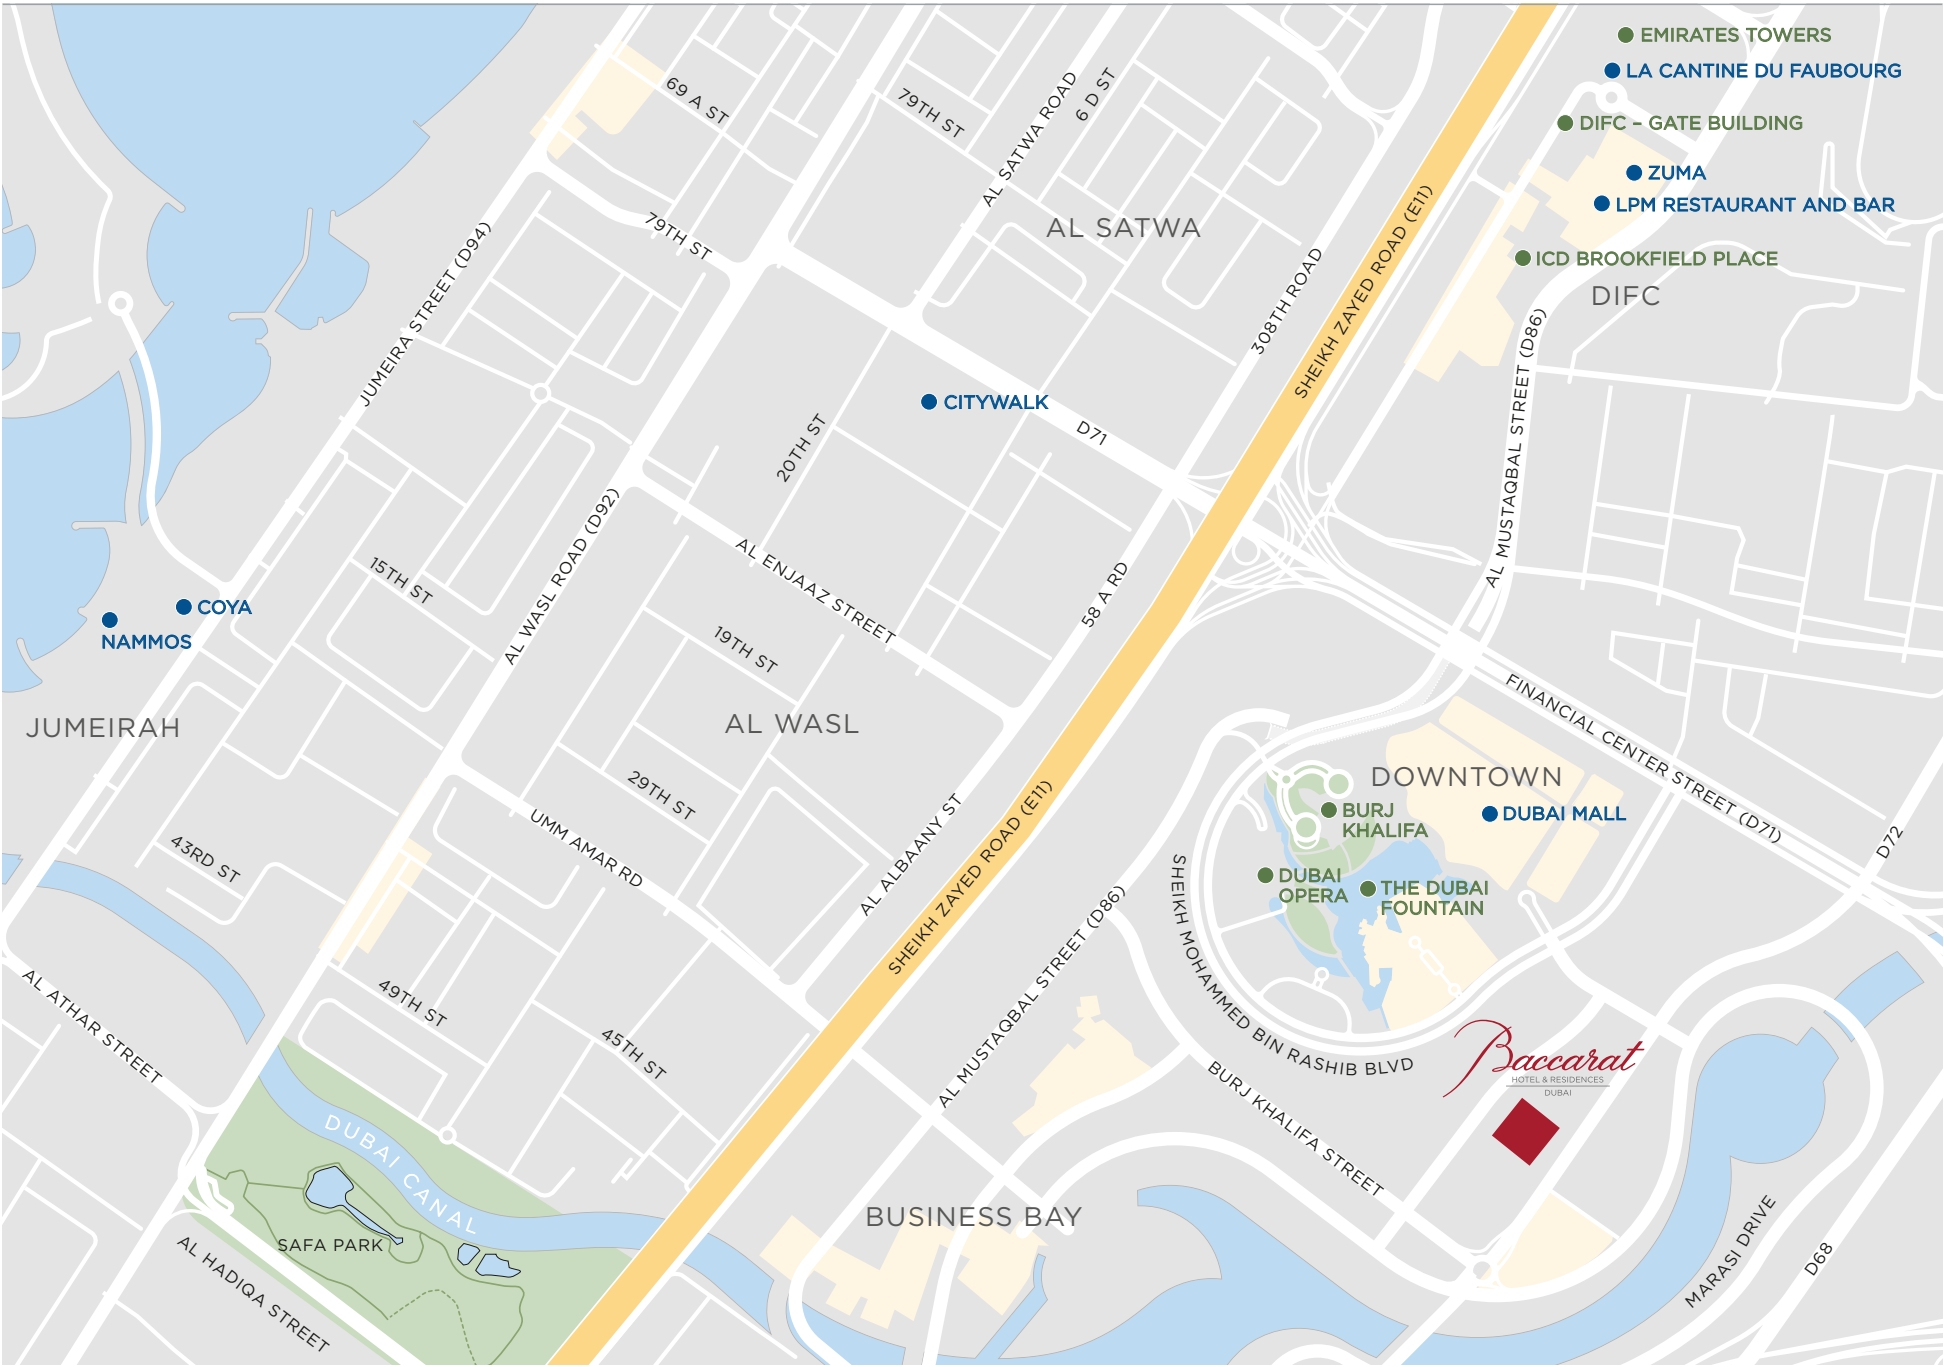 EMIRATES TOWERS
LA CANTINE DU FAUBOURG
DIFC – GATE BUILDING
ZUMA
LPM RESTAURANT AND BAR
ICD BROOKFIELD PLACE
DIFC
69 A ST
79TH ST
AL SATWA ROAD
6 D ST
AL SATWA
79TH ST
JUMEIRA STREET (D94)
308TH ROAD
SHEIKH ZAYED ROAD (E11)
AL MUSTAQBAL STREET (D86)
CITYWALK
D71
20TH ST
AL WASL ROAD (D92)
AL ENJAAZ STREET
15TH ST
58 A RD
COYA
NAMMOS
19TH ST
JUMEIRAH
AL WASL
FINANCIAL CENTER STREET (D71)
DOWNTOWN
BURJ
KHALIFA
DUBAI MALL
29TH ST
UMM AMAR RD
AL ALBAANY ST
SHEIKH ZAYED ROAD (E11)
D72
43RD ST
DUBAI
OPERA
THE DUBAI
FOUNTAIN
SHEIKH MOHAMMED BIN RASHIB BLVD
AL MUSTAQBAL STREET (D86)
AL ATHAR STREET
49TH ST
45TH ST
Baccarat
HOTEL & RESIDENCES
DUBAI
BURJ KHALIFA STREET
DUBAI CANAL
BUSINESS BAY
SAFA PARK
AL HADIQA STREET
MARASI DRIVE
D68